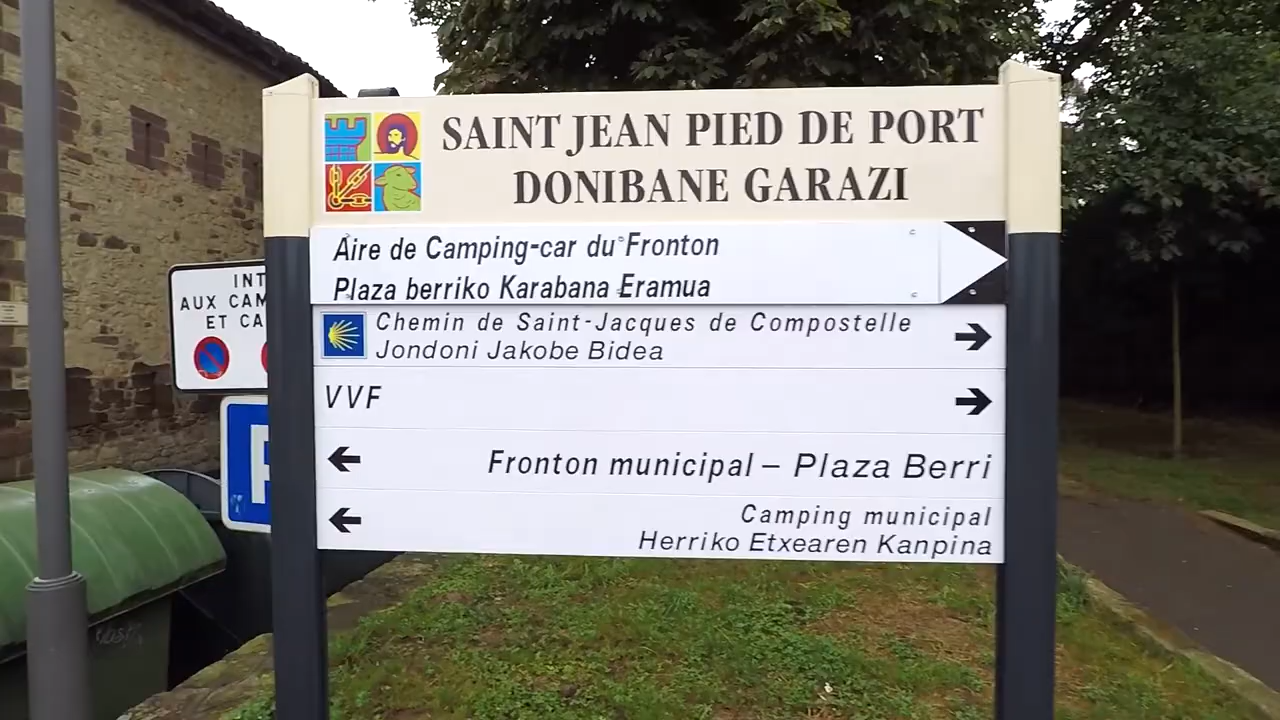 SAINT JEAN PIED DE PORT
DONIBANE GARAZI
Aire de Camping-car du Fronton
Plaza berriko Karabana Eramua
Chemin de Saint-Jacques de Compostelle
Jondoni Jakobe Bidea
VVF
Fronton municipal – Plaza Berri
Camping municipal
Herriko Etxearen Kanpina
INT
AUX CAM
ET CA
P